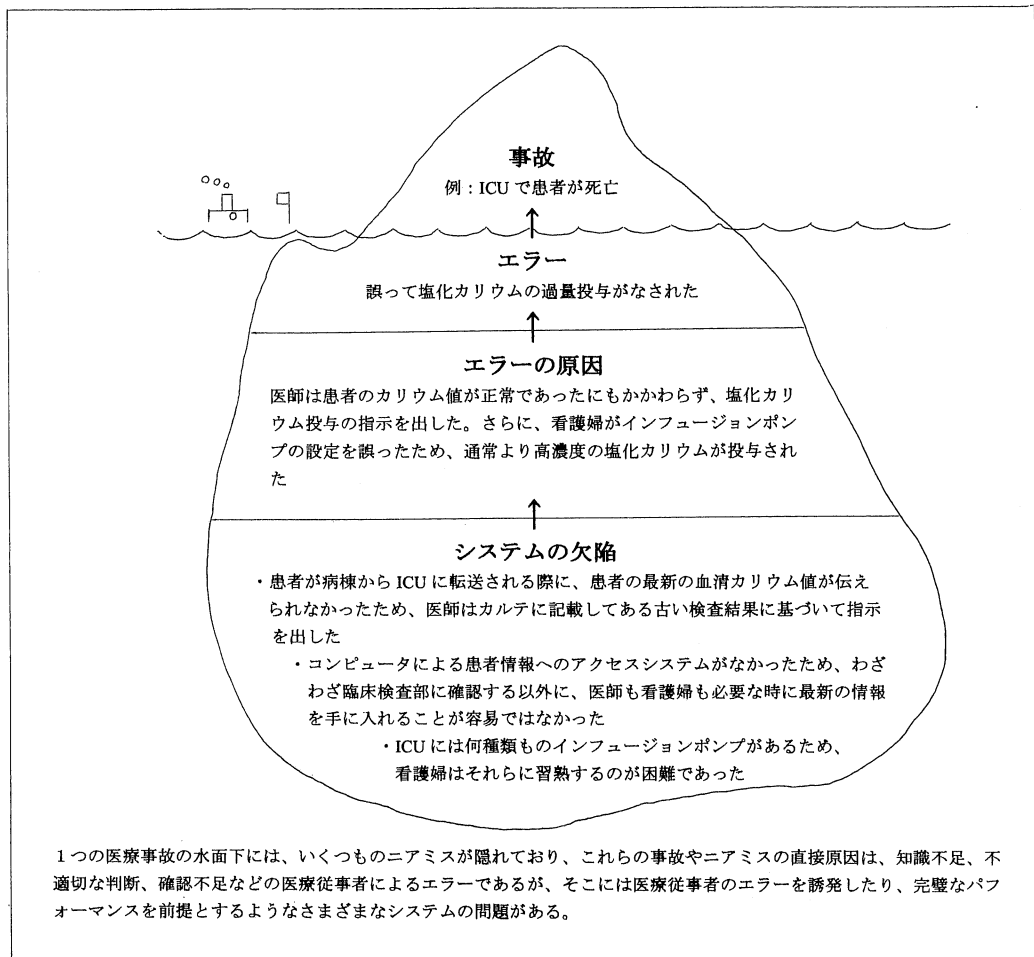 事故
例：ICUで患者が死亡
エラー
誤って塩化カリウムの過量投与がなされた
エラーの原因
医師は患者のカリウム値が正常であったにもかかわらず、塩化カリ
ウム投与の指示を出した。さらに、看護婦がインフュージョンポン
プの設定を誤ったため、通常より高濃度の塩化カリウムが投与され
た
システムの欠陥
・患者が病棟からICUに転送される際に、患者の最新の血清カリウム値が伝え
られなかったため、医師はカルテに記載してある古い検査結果に基づいて指示
を出した
・コンピュータによる患者情報へのアクセスシステムがなかったため、わざ
わざ臨床検査部に確認する以外に、医師も看護婦も必要な時に最新の情報
を手に入れることが容易ではなかった
・ICUには何種類ものインフュージョンポンプがあるため、
看護婦はそれらに習熟するのが困難であった
１つの医療事故の水面下には、いくつものニアミスが隠れており、これらの事故やニアミスの直接原因は、知識不足、不
適切な判断、確認不足などの医療従事者によるエラーであるが、そこには医療従事者のエラーを誘発したり、完璧なパフ
ォーマンスを前提とするようなさまざまなシステムの問題がある。